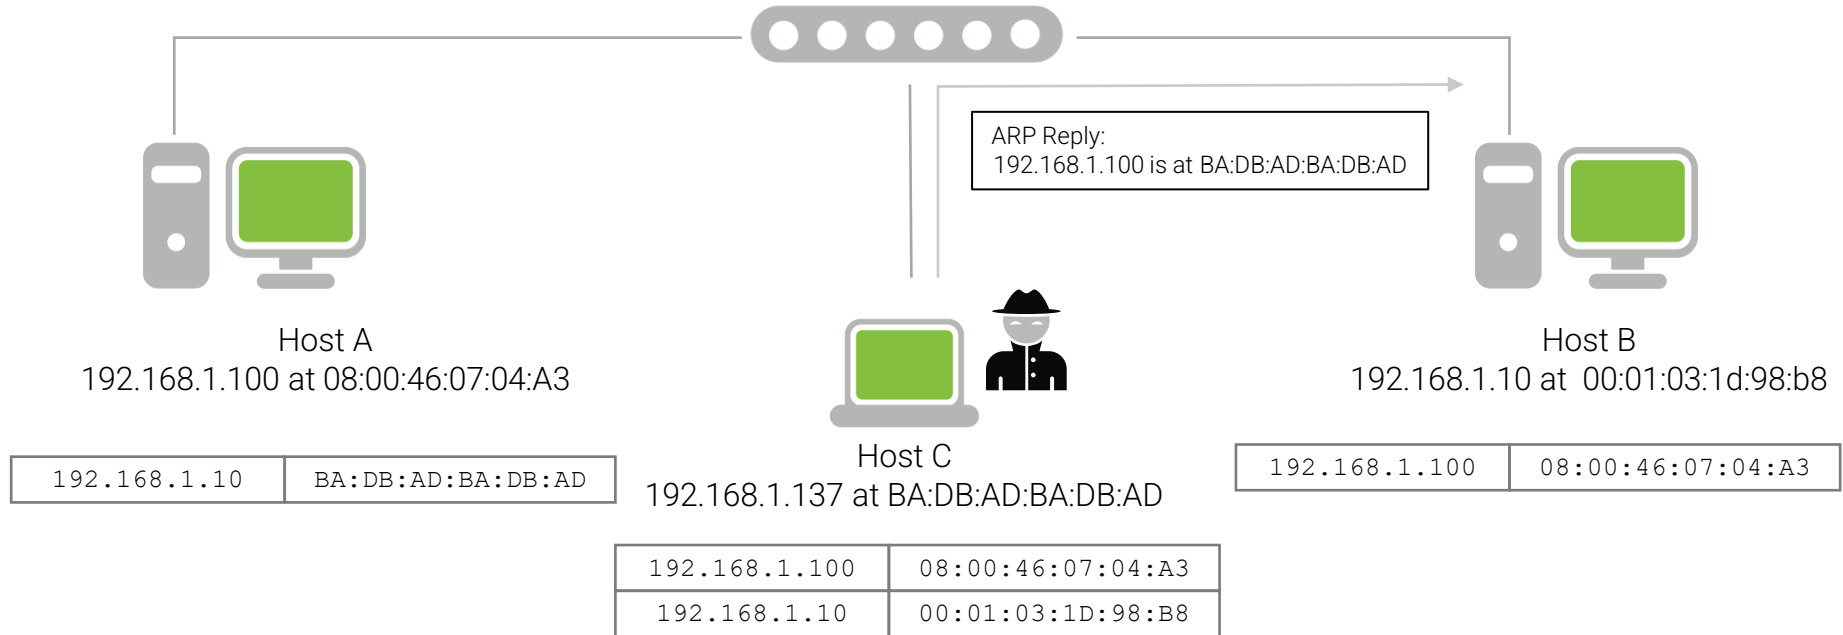 ARP Reply:
192.168.1.100 is at BA:DB:AD:BA:DB:AD
Host A
192.168.1.100 at 08:00:46:07:04:A3
Host B
192.168.1.10 at 00:01:03:1d:98:b8
192.168.1.10 BA:DB:AD:BA:DB:AD
Host C
192.168.1.137 at BA:DB:AD:BA:DB:AD
192.168.1.100 08:00:46:07:04:A3
192.168.1.100 08:00:46:07:04:A3
192.168.1.10 00:01:03:1D:98:B8